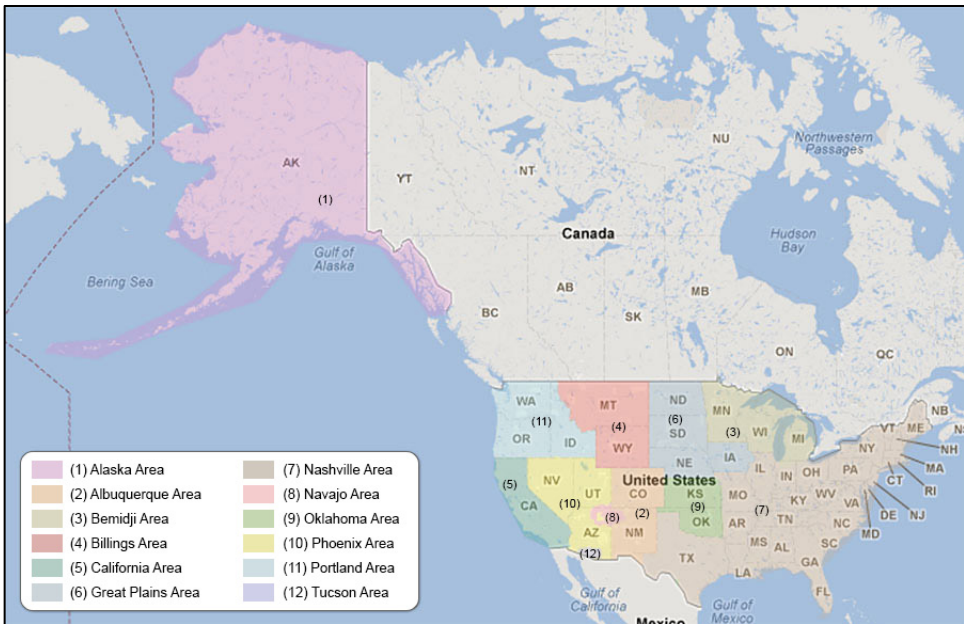 AK
(1)
YT
NT
NU
Northwestern
Passages
Hudson
Bay
Canada
Gulf of
Alaska
Bering Sea
BC
AB
SK
MB
ON
QC
NB
WA
(11)
OR
ID
MT
(4)
WY
ND
(6)
SD
NE
MN
(3)
WI
MI
IA
VT
ME
NH
MA
RI
CT
NJ
DE
MD
NY
PA
OH
IN
IL
United States
(5)
CA
NV
UT
(10)
AZ
(8)
(12)
CO
(2)
NM
KS
(9)
OK
MO
KY
WV
VA
(7)
AR
TN
NC
SC
MS
AL
GA
TX
LA
FL
Gulf of
California
Gulf of
Mexico
Mexico
(1) Alaska Area
(2) Albuquerque Area
(3) Bemidji Area
(4) Billings Area
(5) California Area
(6) Great Plains Area
(7) Nashville Area
(8) Navajo Area
(9) Oklahoma Area
(10) Phoenix Area
(11) Portland Area
(12) Tucson Area